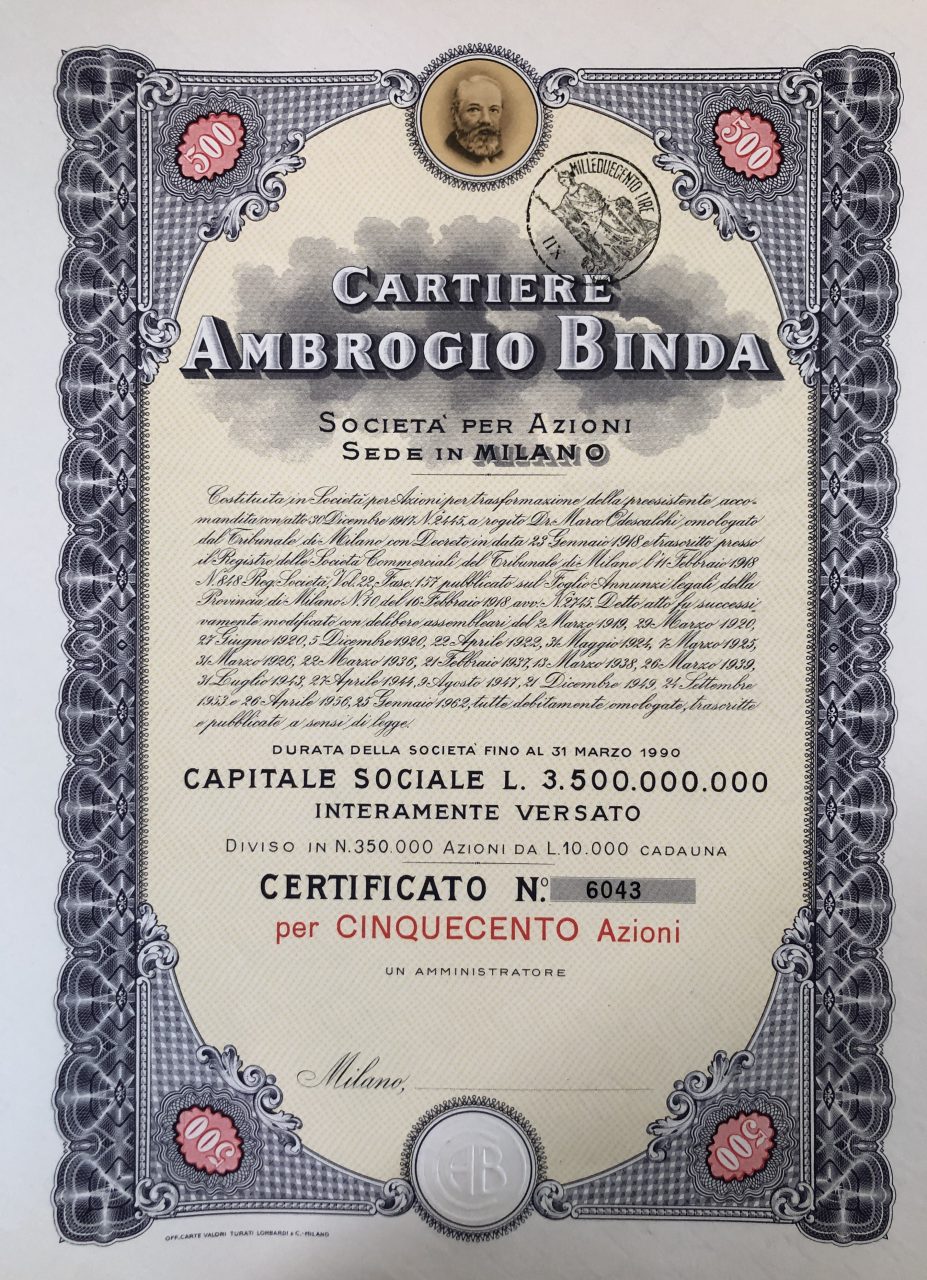 500
500
MILLEDUECENTO LIRE
CARTIERE
AMBROGIO BINDA
SOCIETA' PER AZIONI
SEDE IN MILANO
Costituita in Società per Azioni per trasformazione della preesistente acco-
mandita con atto 30 Dicembre 1917 N. 2445, a rogito Dr. Marco Odescalchi, omologato
dal Tribunale di Milano con Decreto in data 23 Gennaio 1918 e trascritto presso
il Registro delle Società Commerciali del Tribunale di Milano l'11 Febbraio 1918
N. 848 Reg. Società, Vol. 22, Fasc. 157 pubblicato sul Foglio Annunzi legali della
Provincia di Milano N. 10 del 16 Febbraio 1918 avv. N. 2745. Detto atto fu successi
vamente modificato con delibere assembleari del 2 Marzo 1919, 29 Marzo 1920,
27 Giugno 1920, 5 Dicembre 1920, 22 Aprile 1922, 31 Maggio 1924, 7 Marzo 1925,
31 Marzo 1926, 22 Marzo 1936, 21 Febbraio 1937, 13 Marzo 1938, 26 Marzo 1939,
31 Luglio 1943, 27 Aprile 1944, 9 Agosto 1947, 21 Dicembre 1949, 24 Settembre
1953 e 26 Aprile 1956, 25 Gennaio 1962, tutte debitamente omologate, trascritte
e pubblicate a sensi di legge.
DURATA DELLA SOCIETA' FINO AL 31 MARZO 1990
CAPITALE SOCIALE L. 3.500.000.000
INTERAMENTE VERSATO
DIVISO IN N. 350.000 AZIONI DA L. 10.000 CADAUNA
CERTIFICATO N.º 6043
per CINQUECENTO Azioni
UN AMMINISTRATORE
Milano,
500
500
AB
OFF. CARTE VALORI TURATI LOMBARDI & C. - MILANO